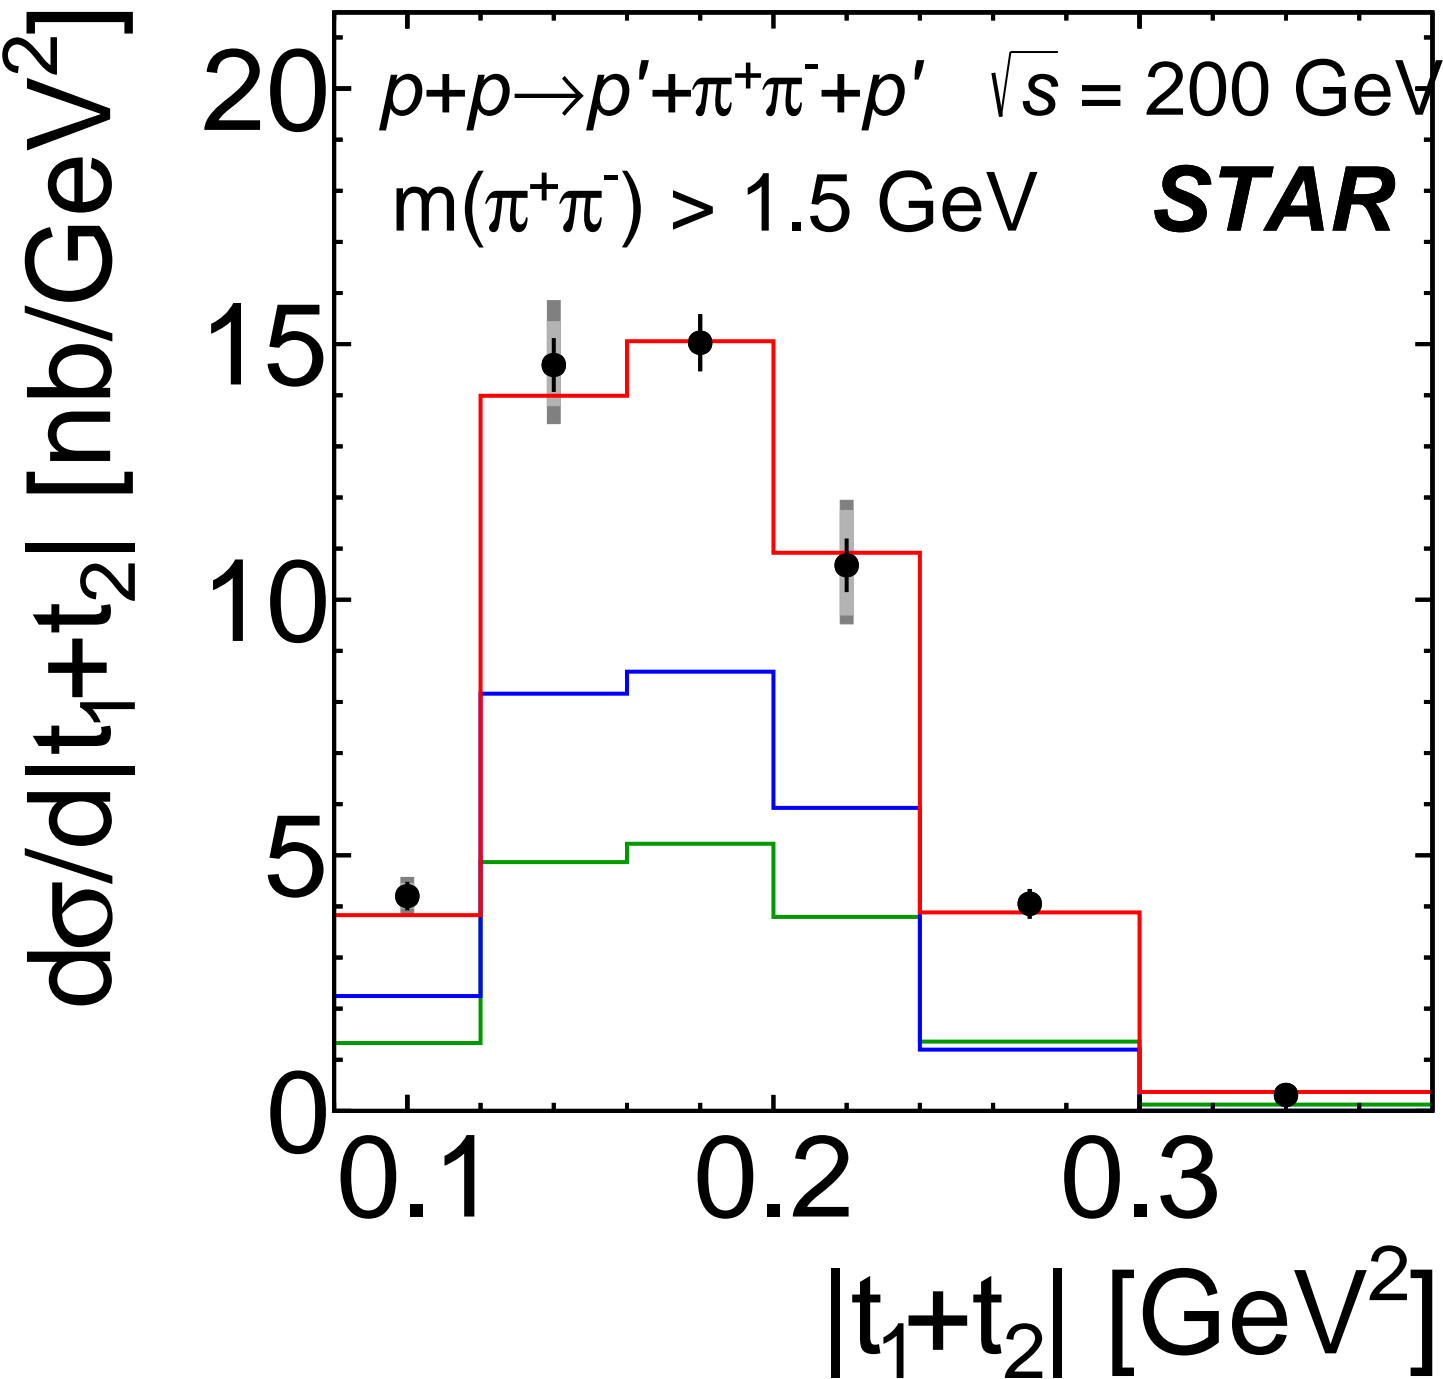 dσ/d|t₁+t₂| [nb/GeV²]
p+p→p′+π⁺π⁻+p′ √s = 200 GeV
m(π⁺π⁻) > 1.5 GeV STAR
20
15
10
5
0
0.1 0.2 0.3
|t₁+t₂| [GeV²]